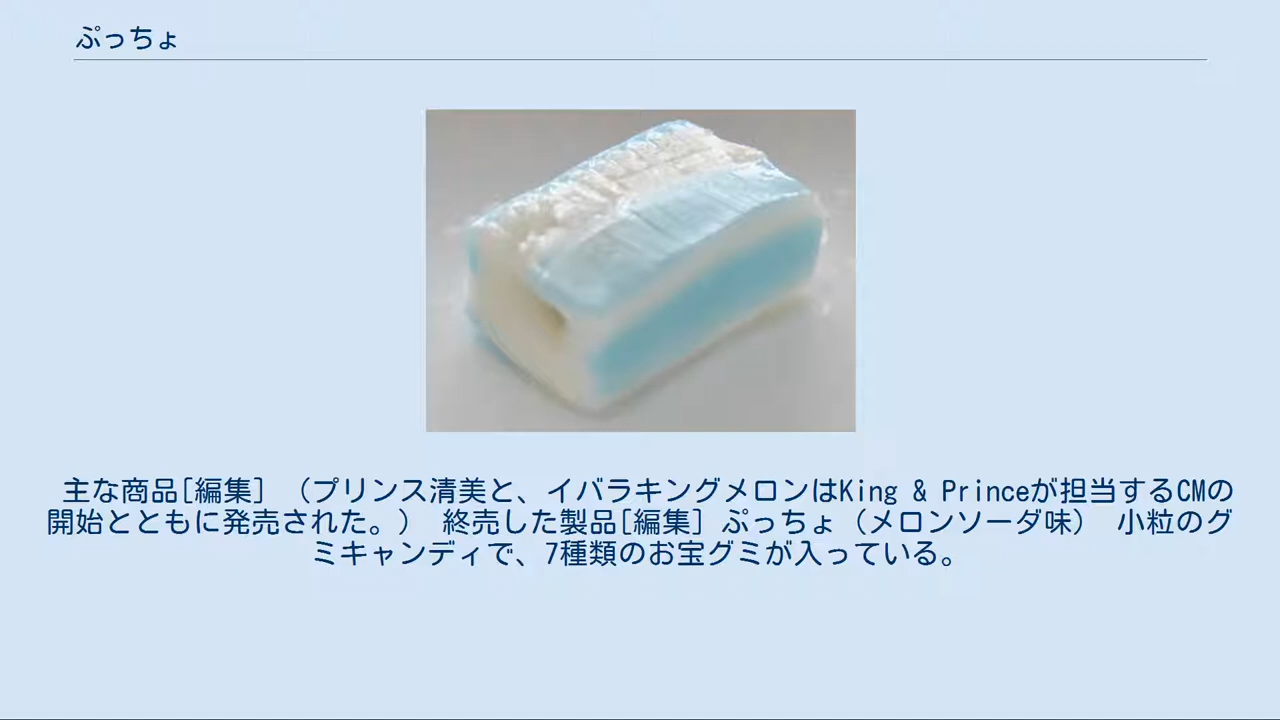 ぷっちょ
主な商品[編集] （プリンス清美と、イバラキングメロンはKing & Princeが担当するCMの
開始とともに発売された。） 終売した製品[編集] ぷっちょ（メロンソーダ味） 小粒のグ
ミキャンディで、7種類のお宝グミが入っている。